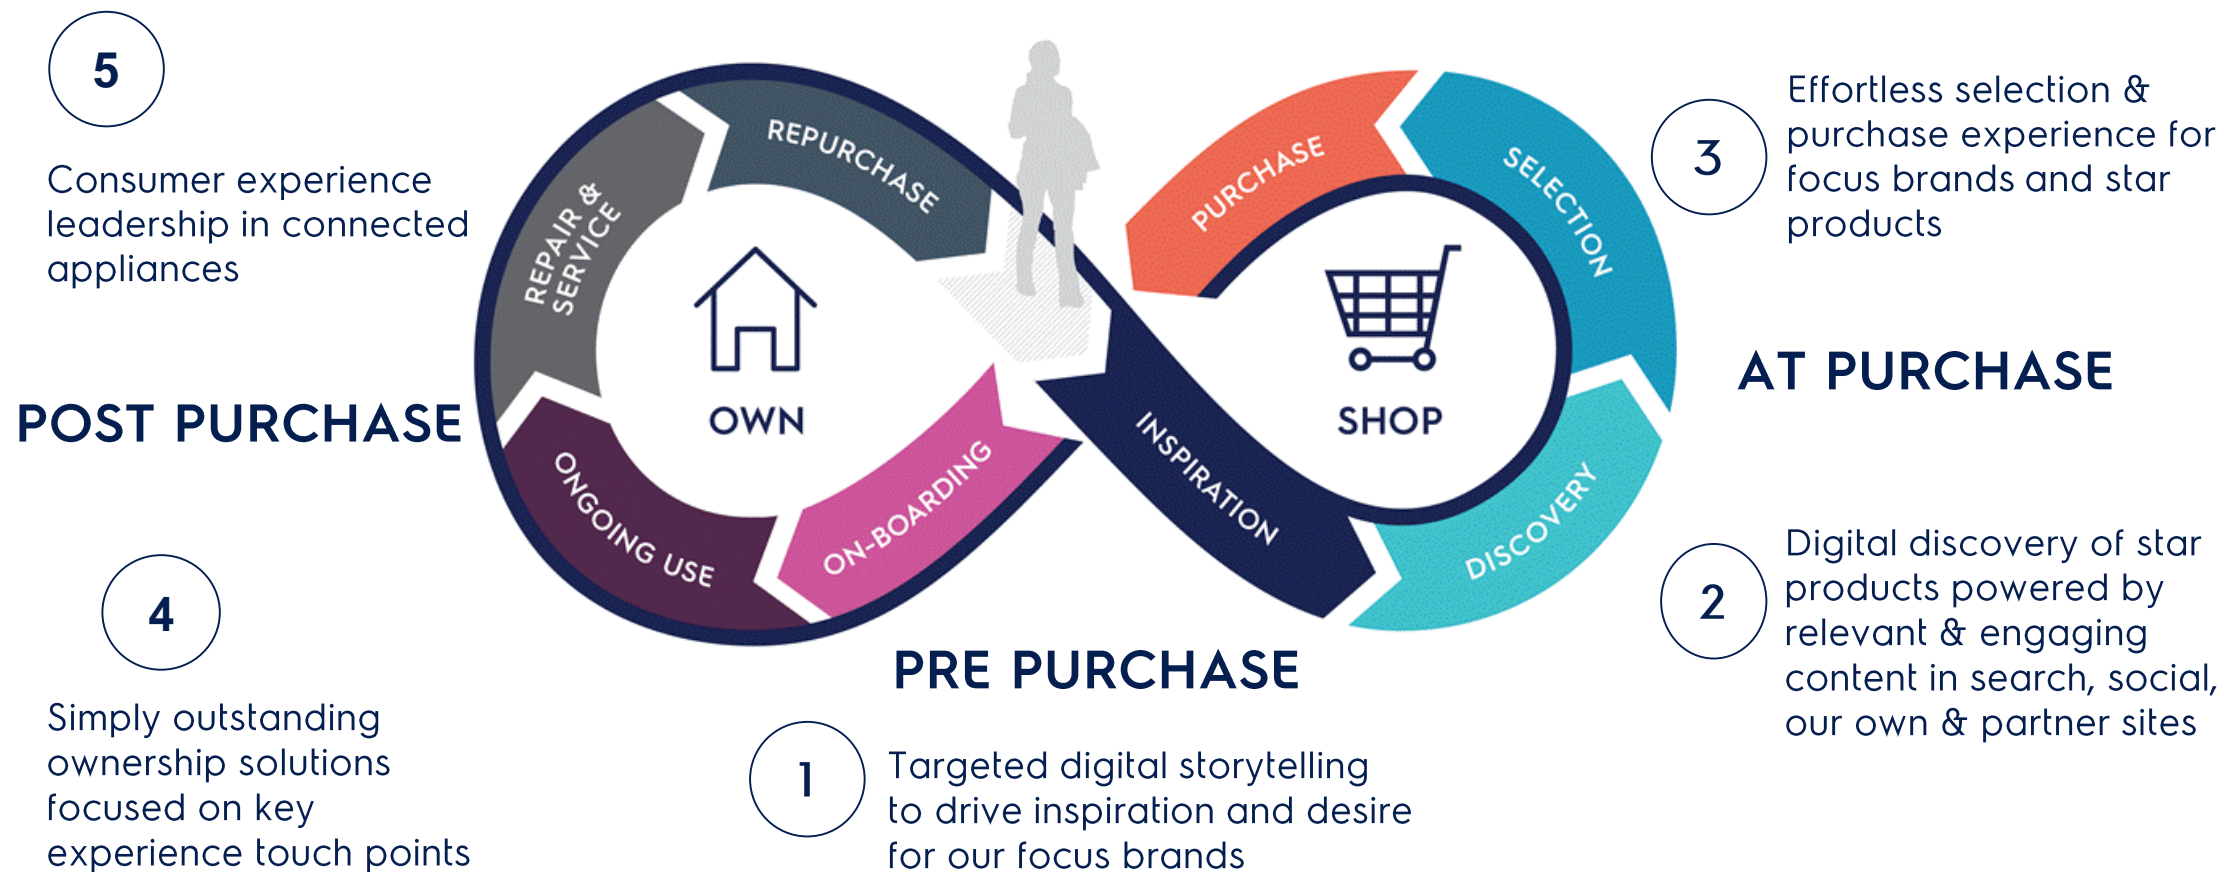 5
Consumer experience
leadership in connected
appliances
POST PURCHASE
4
Simply outstanding
ownership solutions
focused on key
experience touch points
REPURCHASE
REPAIR &
SERVICE
OWN
ONGOING USE
ON-BOARDING
PURCHASE
SELECTION
SHOP
INSPIRATION
DISCOVERY
PRE PURCHASE
1
Targeted digital storytelling
to drive inspiration and desire
for our focus brands
3
Effortless selection &
purchase experience for
focus brands and star
products
AT PURCHASE
2
Digital discovery of star
products powered by
relevant & engaging
content in search, social,
our own & partner sites